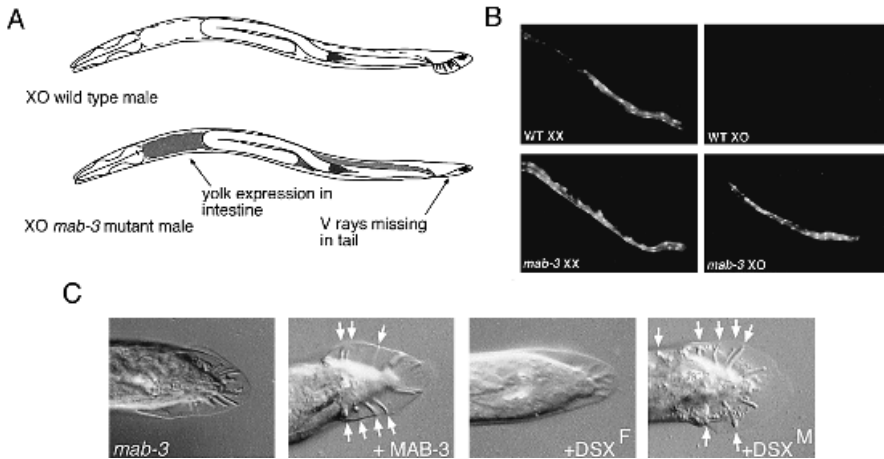 A
XO wild type male
yolk expression in
intestine
XO mab-3 mutant male
V rays missing
in tail
B
WT XX
WT XO
mab-3 XX
mab-3 XO
C
mab-3
+ MAB-3
+DSX F
+DSX M